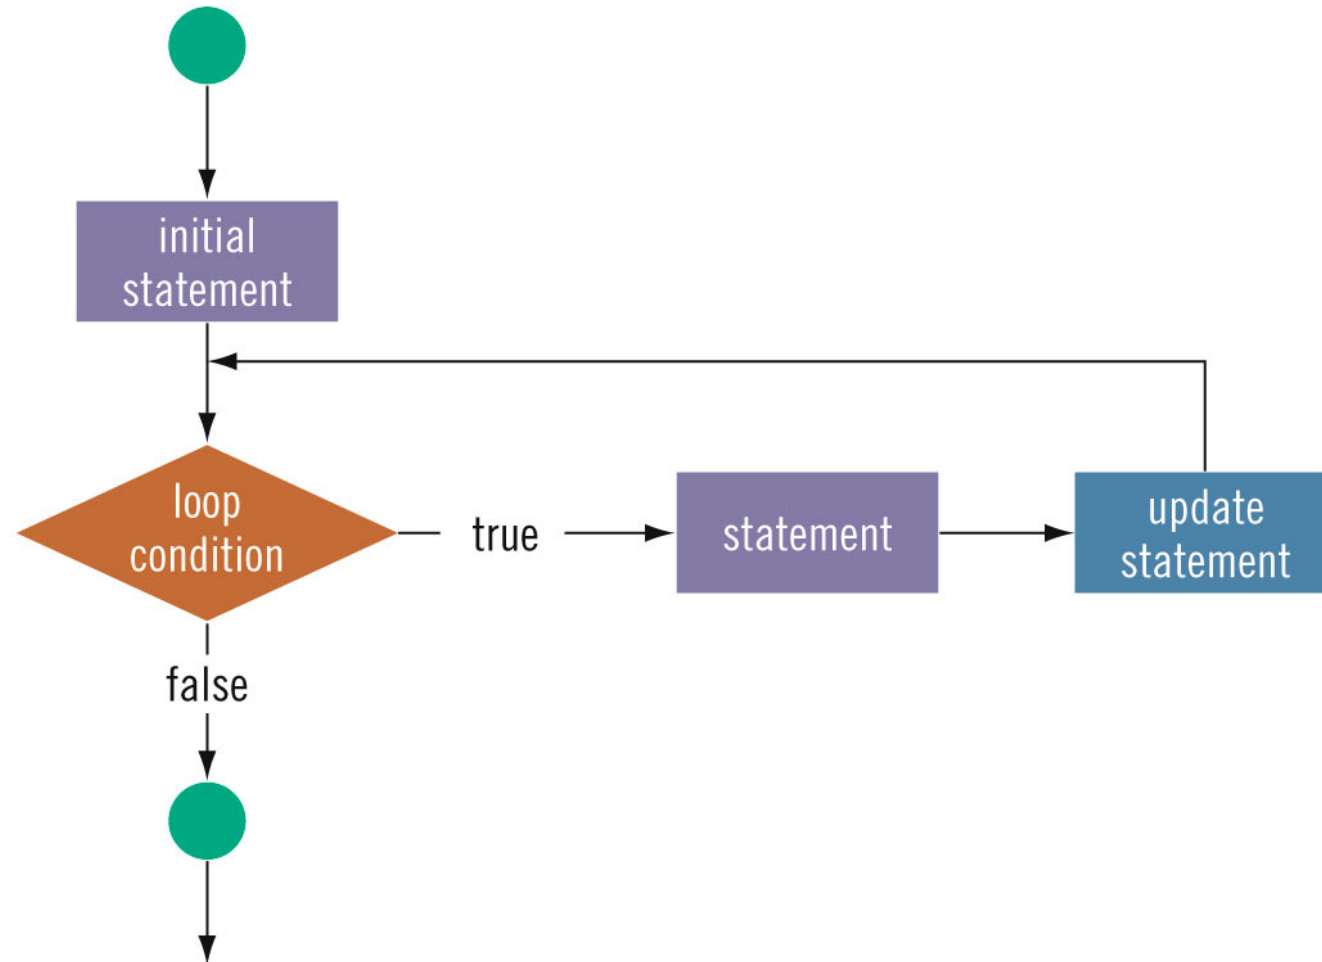 initial
statement
loop
condition
true
statement
update
statement
false